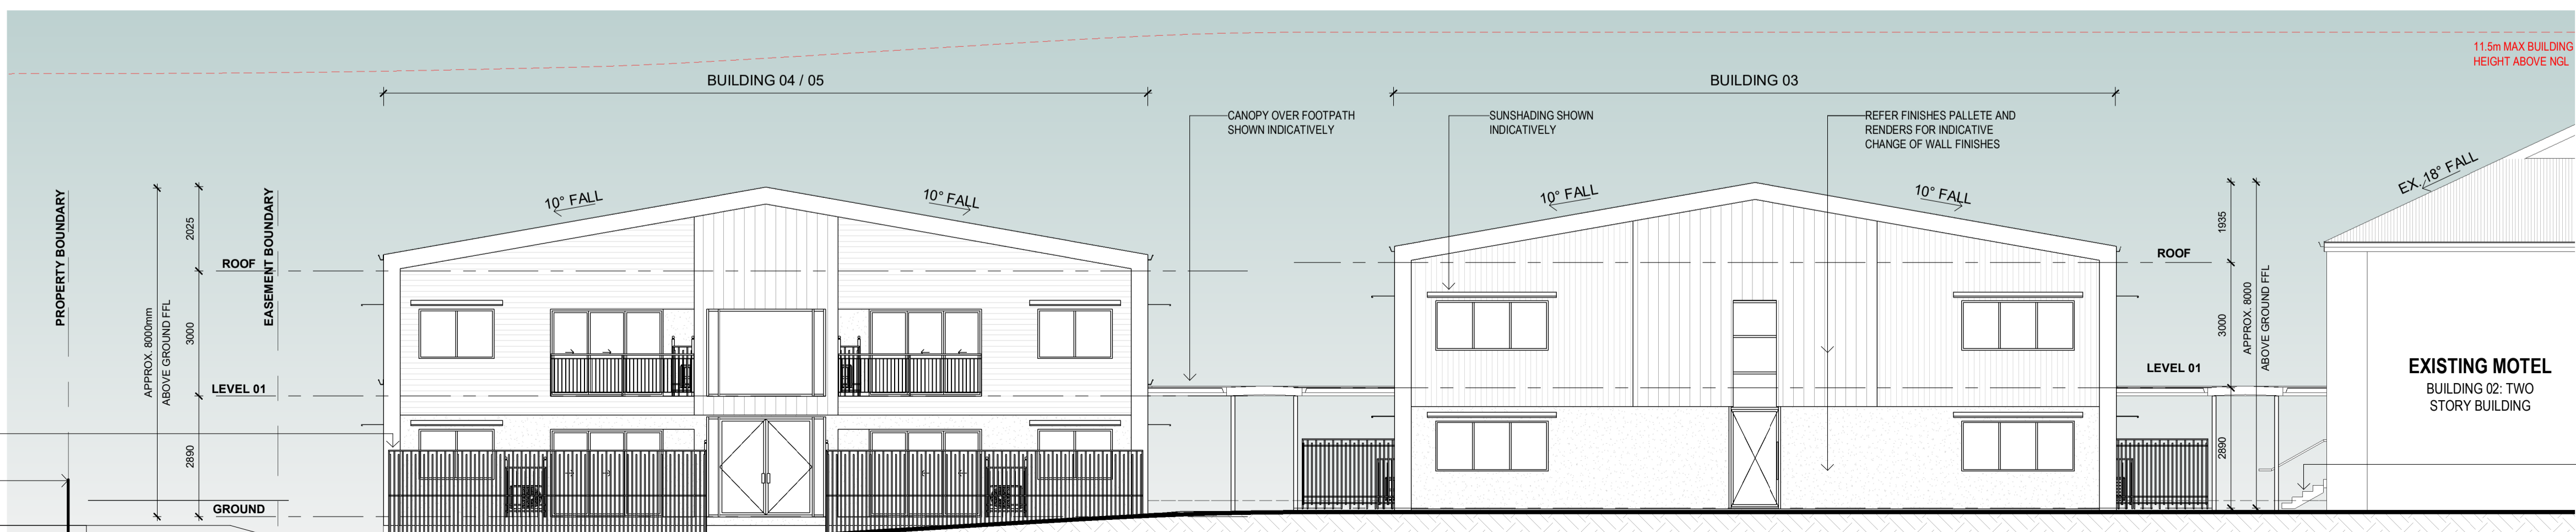 11.5m MAX BUILDING
HEIGHT ABOVE NGL
BUILDING 04 / 05
BUILDING 03
CANOPY OVER FOOTPATH
SHOWN INDICATIVELY
SUNSHADING SHOWN
INDICATIVELY
REFER FINISHES PALLETE AND
RENDERS FOR INDICATIVE
CHANGE OF WALL FINISHES
PROPERTY BOUNDARY
APPROX. 8000mm
ABOVE GROUND FFL
2025
3000
2890
EASEMENT BOUNDARY
ROOF
LEVEL 01
GROUND
10° FALL
10° FALL
10° FALL
10° FALL
EX. 18° FALL
ROOF
LEVEL 01
1935
3000
2890
APPROX. 8000
ABOVE GROUND FFL
EXISTING MOTEL
BUILDING 02: TWO
STORY BUILDING